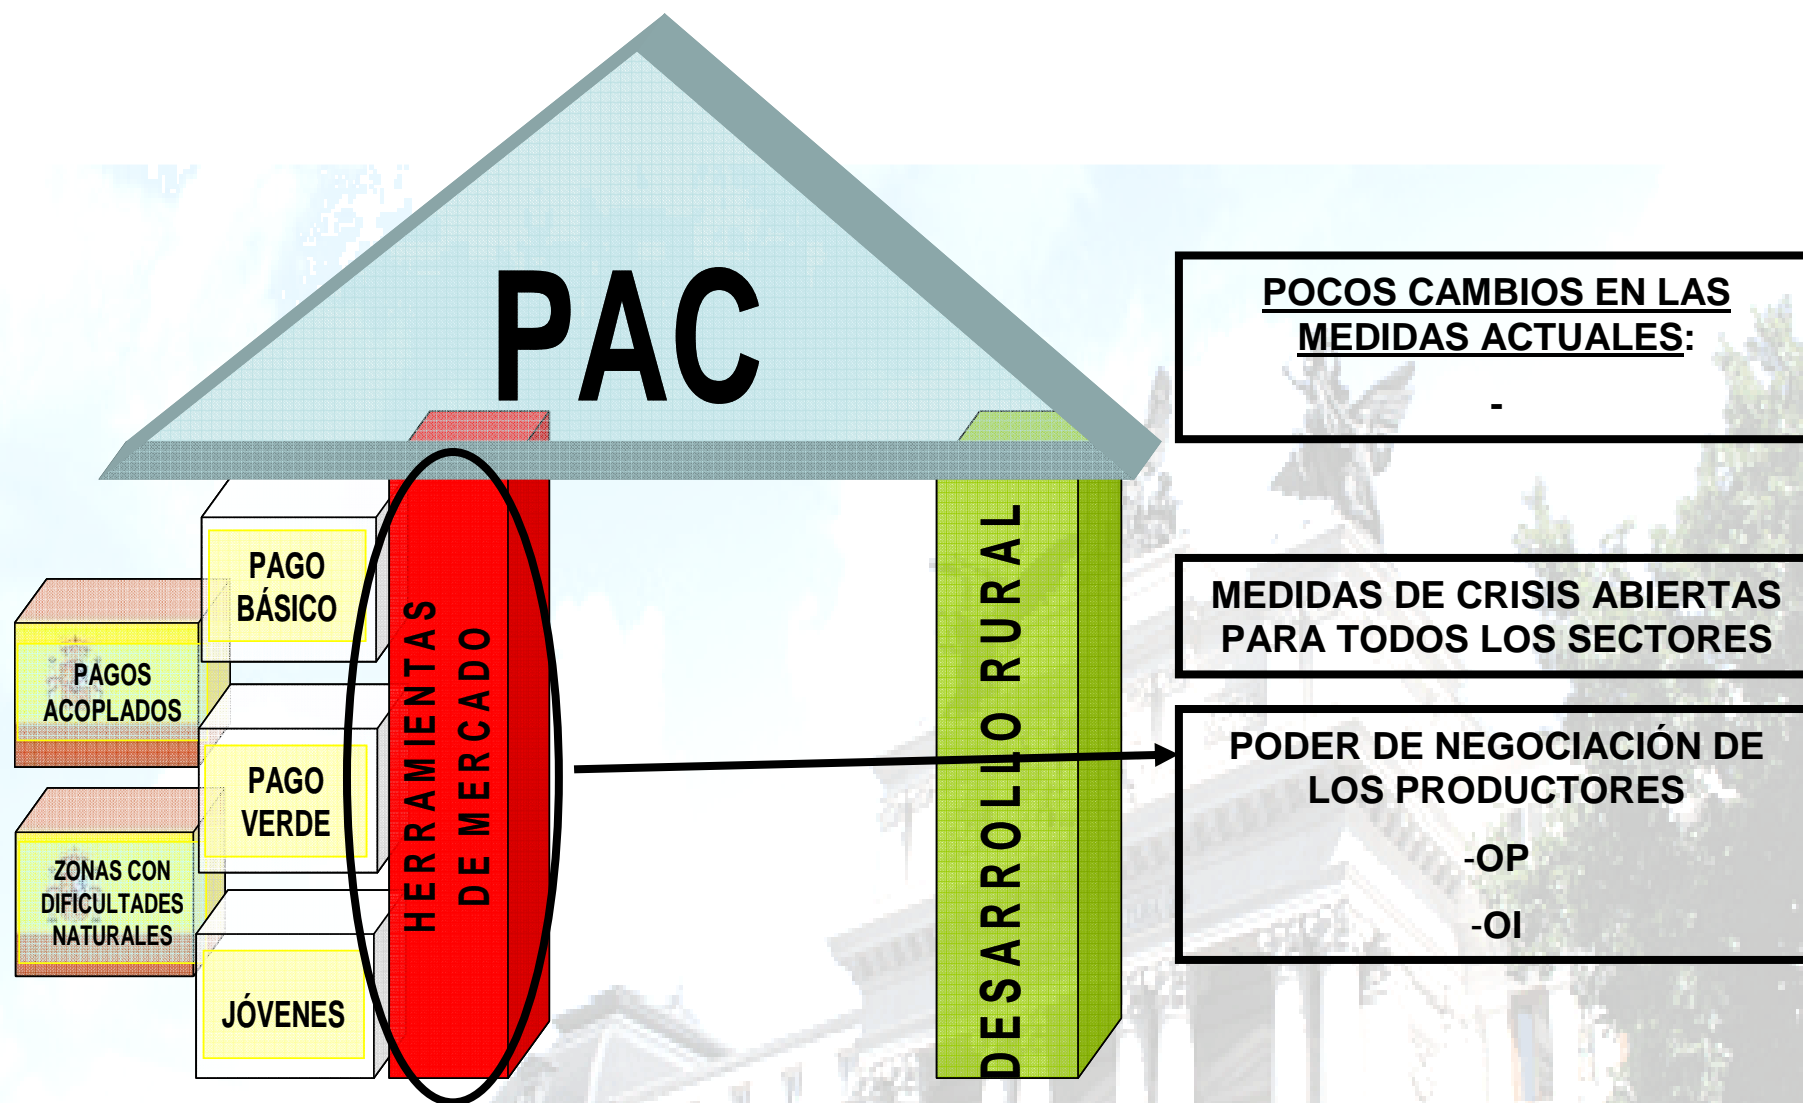 PAC
PAGO
BÁSICO
PAGOS
ACOPLADOS
PAGO
VERDE
ZONAS CON
DIFICULTADES
NATURALES
JÓVENES
HERRAMIENTAS
DE MERCADO
DESARROLLO RURAL
POCOS CAMBIOS EN LAS
MEDIDAS ACTUALES:
-
MEDIDAS DE CRISIS ABIERTAS
PARA TODOS LOS SECTORES
PODER DE NEGOCIACIÓN DE
LOS PRODUCTORES
-OP
-OI